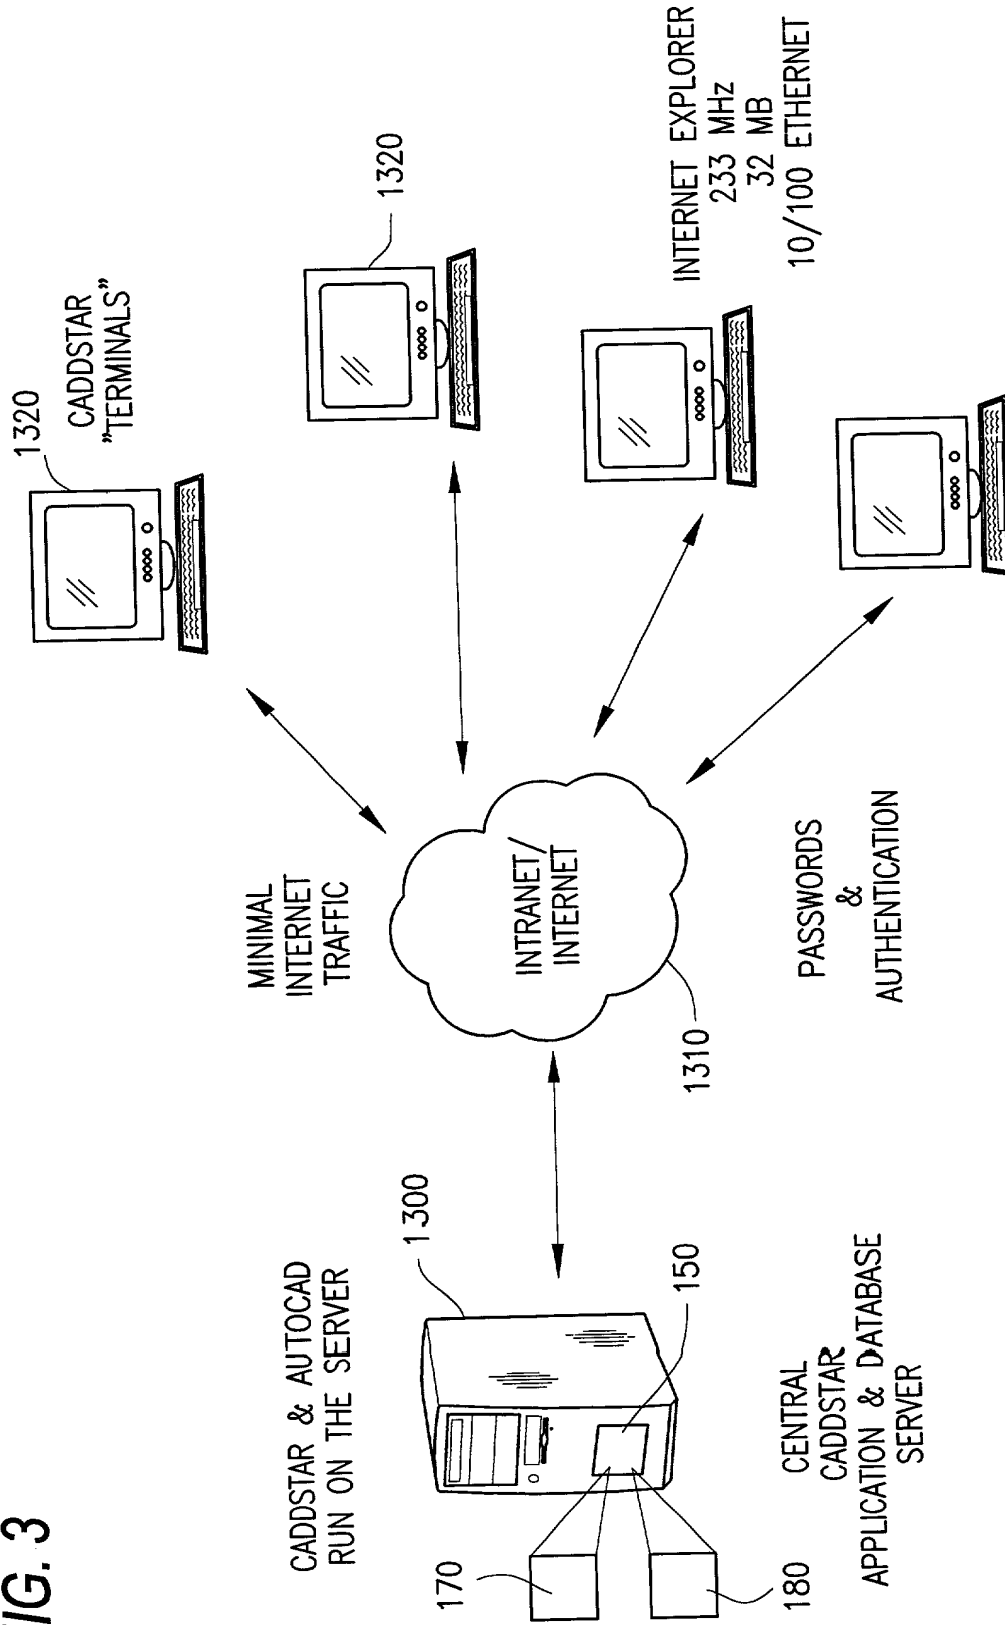 FIG. 3
CADDSTAR & AUTOCAD
RUN ON THE SERVER
1300
170
180
150
CENTRAL
CADDSTAR
APPLICATION & DATABASE
SERVER
MINIMAL
INTERNET
TRAFFIC
INTRANET/
INTERNET
1310
PASSWORDS
&
AUTHENTICATION
1320
CADDSTAR
"TERMINALS"
1320
INTERNET EXPLORER
233 MHz
32 MB
10/100 ETHERNET